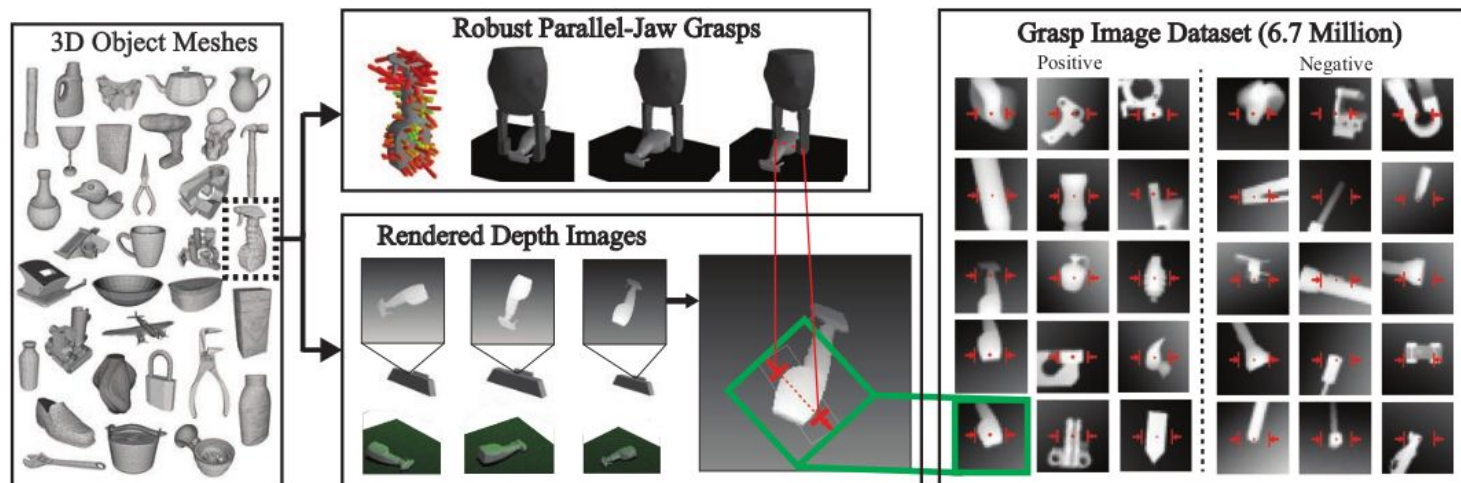 3D Object Meshes
Robust Parallel-Jaw Grasps
Rendered Depth Images
Grasp Image Dataset (6.7 Million)
Positive
Negative